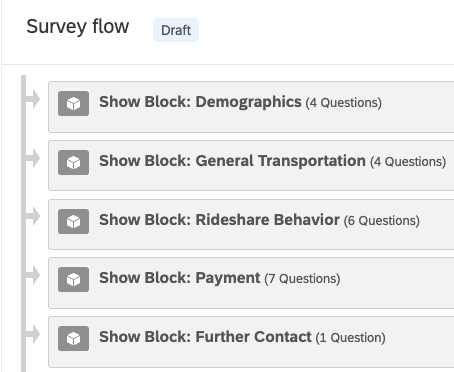 Survey flow Draft
Show Block: Demographics (4 Questions)
Show Block: General Transportation (4 Questions)
Show Block: Rideshare Behavior (6 Questions)
Show Block: Payment (7 Questions)
Show Block: Further Contact (1 Question)